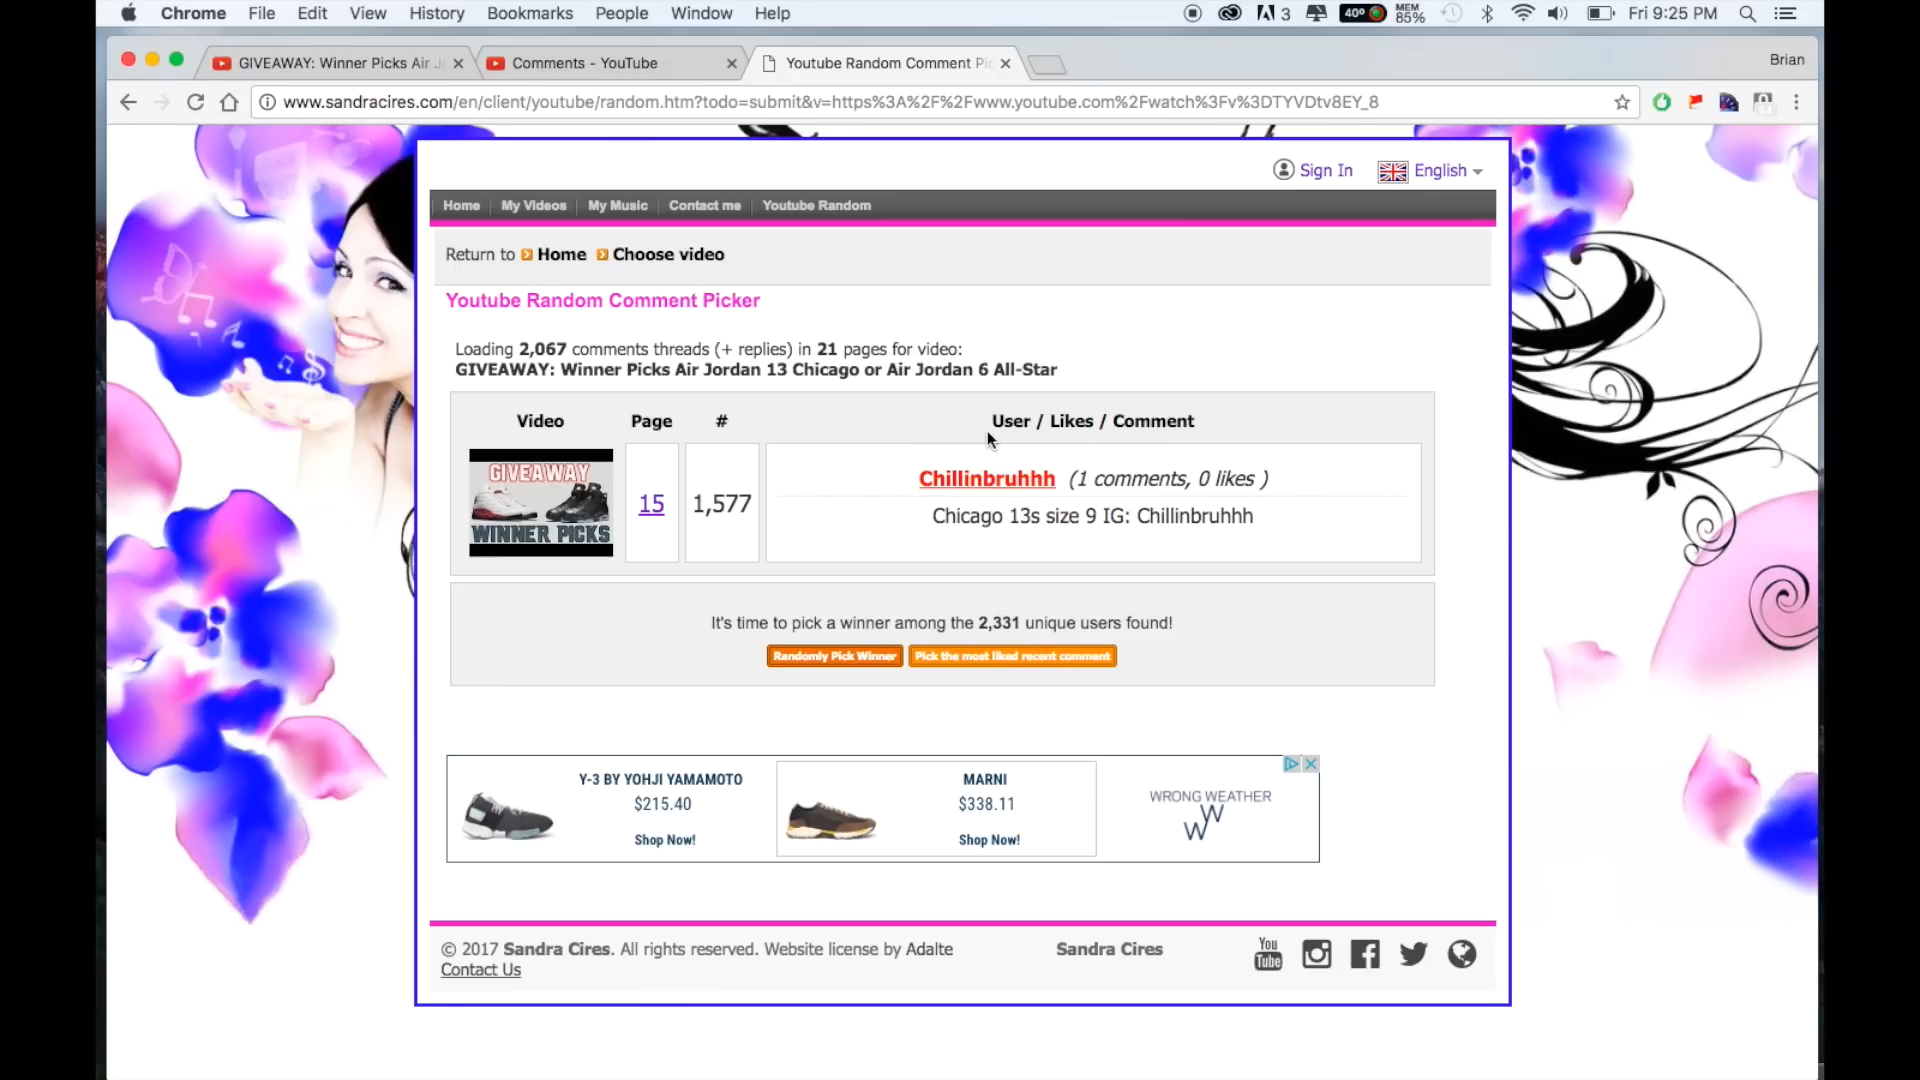 Chrome File Edit View History Bookmarks People Window Help 3 40° MEM 85% Fri 9:25 PM
GIVEAWAY: Winner Picks Air J Comments - YouTube Youtube Random Comment Pic Brian
www.sandracires.com/en/client/youtube/random.htm?todo=submit&v=https%3A%2F%2Fwww.youtube.com%2Fwatch%3Fv%3DTYVDtv8EY_8
Sign In English
Home My Videos My Music Contact me Youtube Random
Return to Home Choose video
Youtube Random Comment Picker
Loading 2,067 comments threads (+ replies) in 21 pages for video:
GIVEAWAY: Winner Picks Air Jordan 13 Chicago or Air Jordan 6 All-Star
Video Page # User / Likes / Comment
GIVEAWAY
WINNER PICKS
15 1,577
Chillinbruhhh (1 comments, 0 likes )
Chicago 13s size 9 IG: Chillinbruhhh
It's time to pick a winner among the 2,331 unique users found!
Randomly Pick Winner Pick the most liked recent comment
Y-3 BY YOHJI YAMAMOTO
$215.40
Shop Now!
MARNI
$338.11
Shop Now!
WRONG WEATHER
W
W
© 2017 Sandra Cires. All rights reserved. Website license by Adalte
Contact Us
Sandra Cires
You
Tube